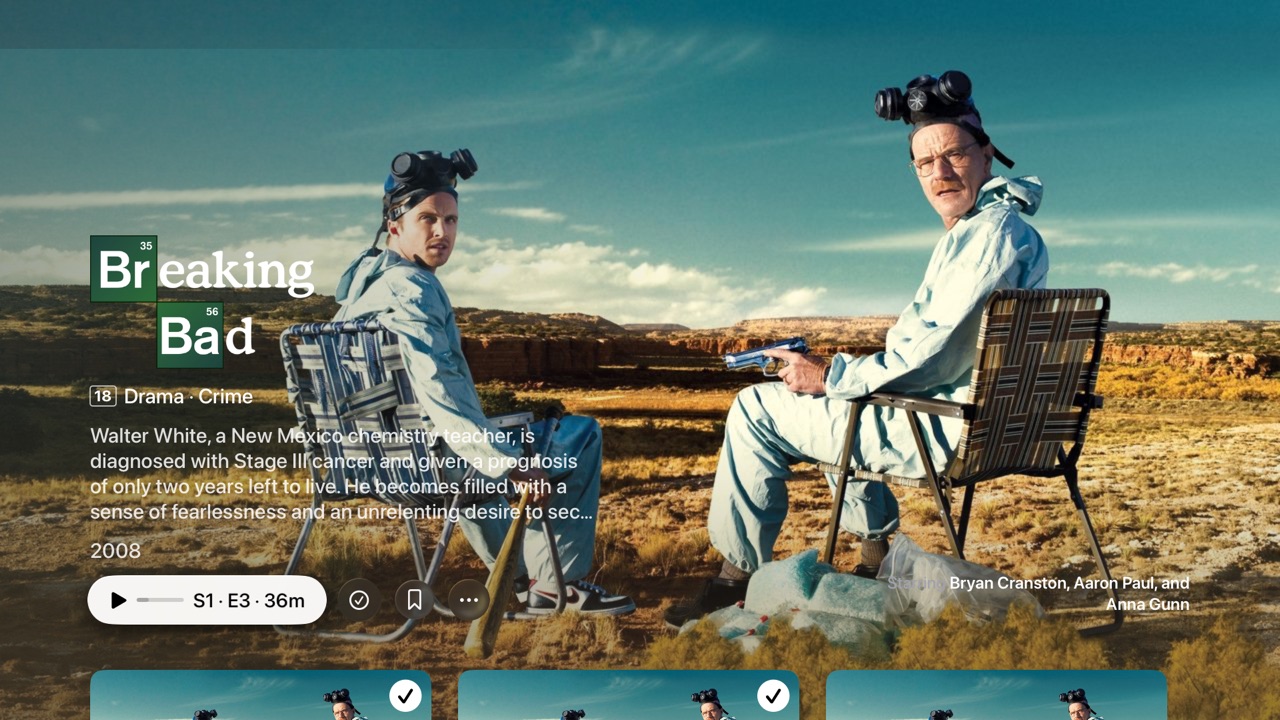 35
Breaking
56
Bad
18 Drama · Crime
Walter White, a New Mexico chemistry teacher, is
diagnosed with Stage III cancer and given a prognosis
of only two years left to live. He becomes filled with a
sense of fearlessness and an unrelenting desire to sec...
2008
S1 · E3 · 36m
Starring Bryan Cranston, Aaron Paul, and
Anna Gunn